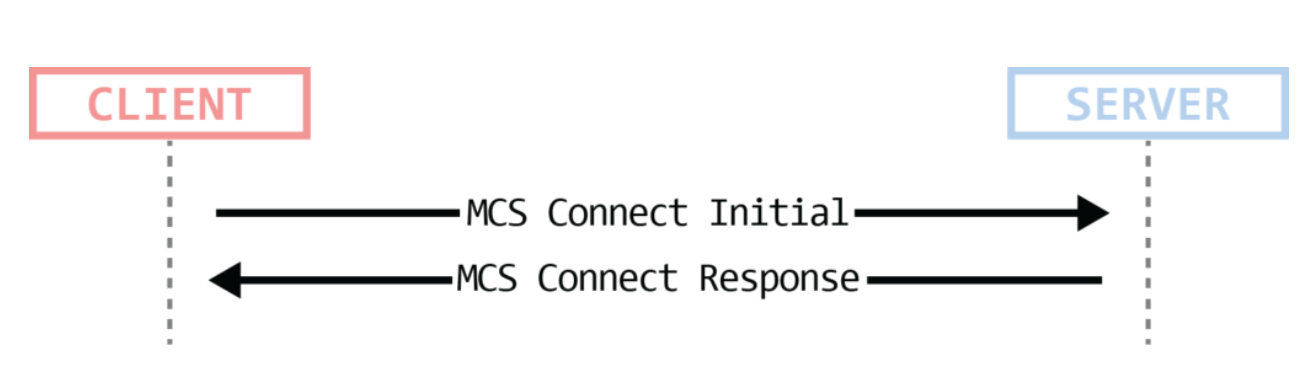 CLIENT
SERVER
MCS Connect Initial
MCS Connect Response